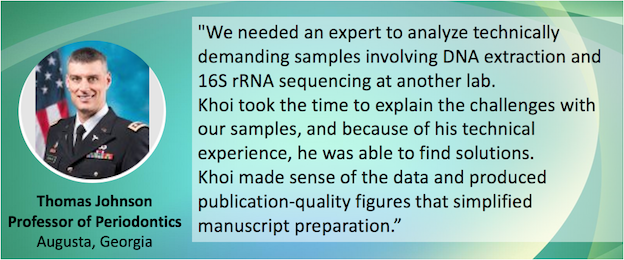 "We needed an expert to analyze technically
demanding samples involving DNA extraction and
16S rRNA sequencing at another lab.
Khoi took the time to explain the challenges with
our samples, and because of his technical
experience, he was able to find solutions.
Khoi made sense of the data and produced
publication-quality figures that simplified
manuscript preparation.”
Thomas Johnson
Professor of Periodontics
Augusta, Georgia